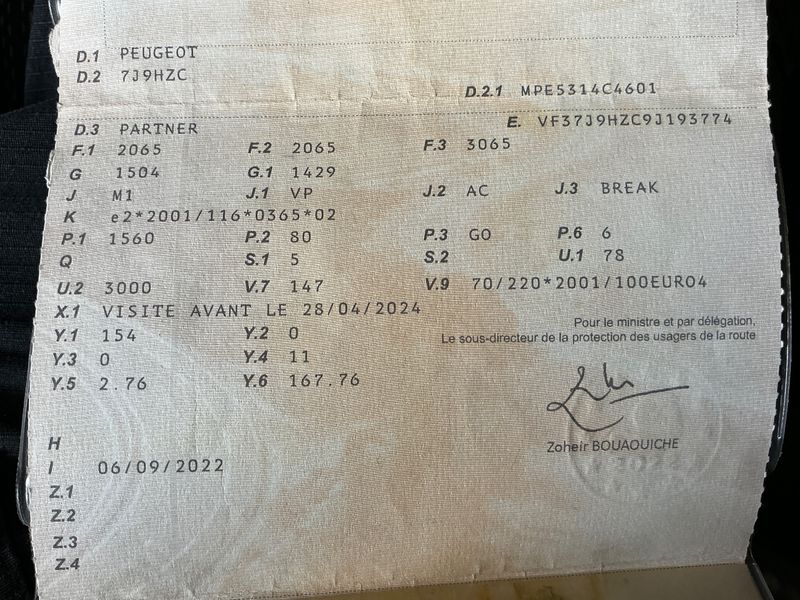 D.1 PEUGEOT
D.2 7J9HZC
D.2.1 MPE5314C4601
D.3 PARTNER E. VF37J9HZC9J193774
F.1 2065 F.2 2065 F.3 3065
G 1504 G.1 1429
J M1 J.1 VP J.2 AC J.3 BREAK
K e2*2001/116*0365*02
P.1 1560 P.2 80 P.3 GO P.6 6
Q S.1 5 S.2 U.1 78
U.2 3000 V.7 147 V.9 70/220*2001/100EURO4
X.1 VISITE AVANT LE 28/04/2024
Y.1 154 Y.2 0
Y.3 0 Y.4 11
Y.5 2.76 Y.6 167.76
Pour le ministre et par délégation,
Le sous-directeur de la protection des usagers de la route
Zoheir BOUAOUICHE
H
I 06/09/2022
Z.1
Z.2
Z.3
Z.4